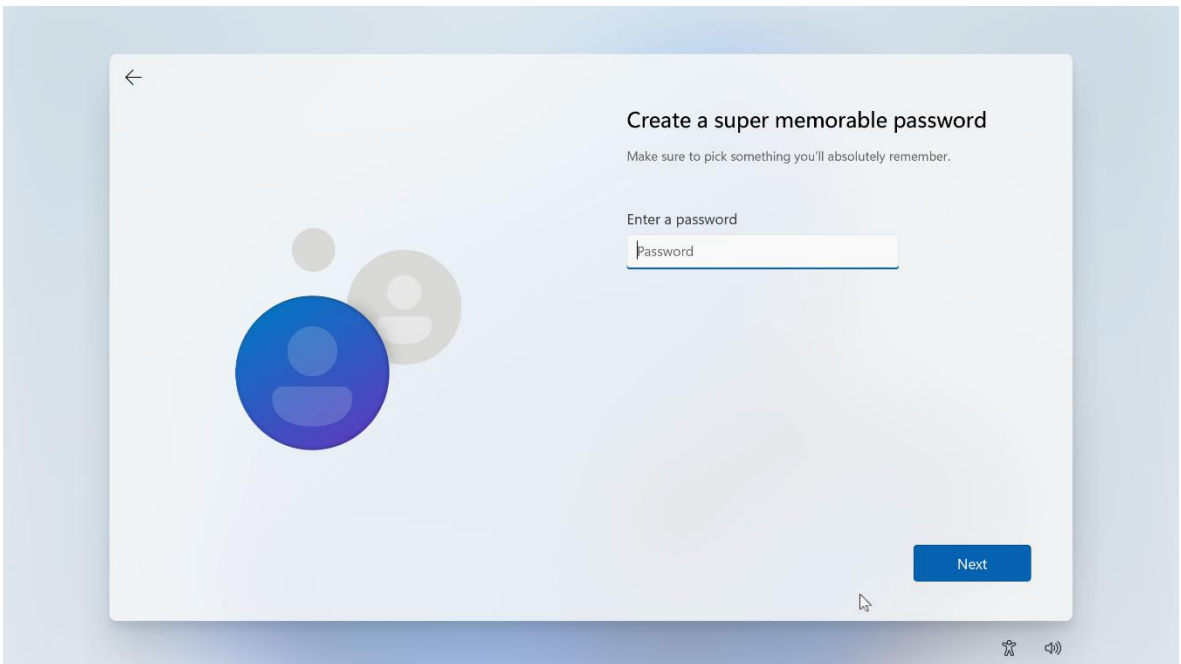 Create a super memorable password
Make sure to pick something you'll absolutely remember.
Enter a password
Password
Next